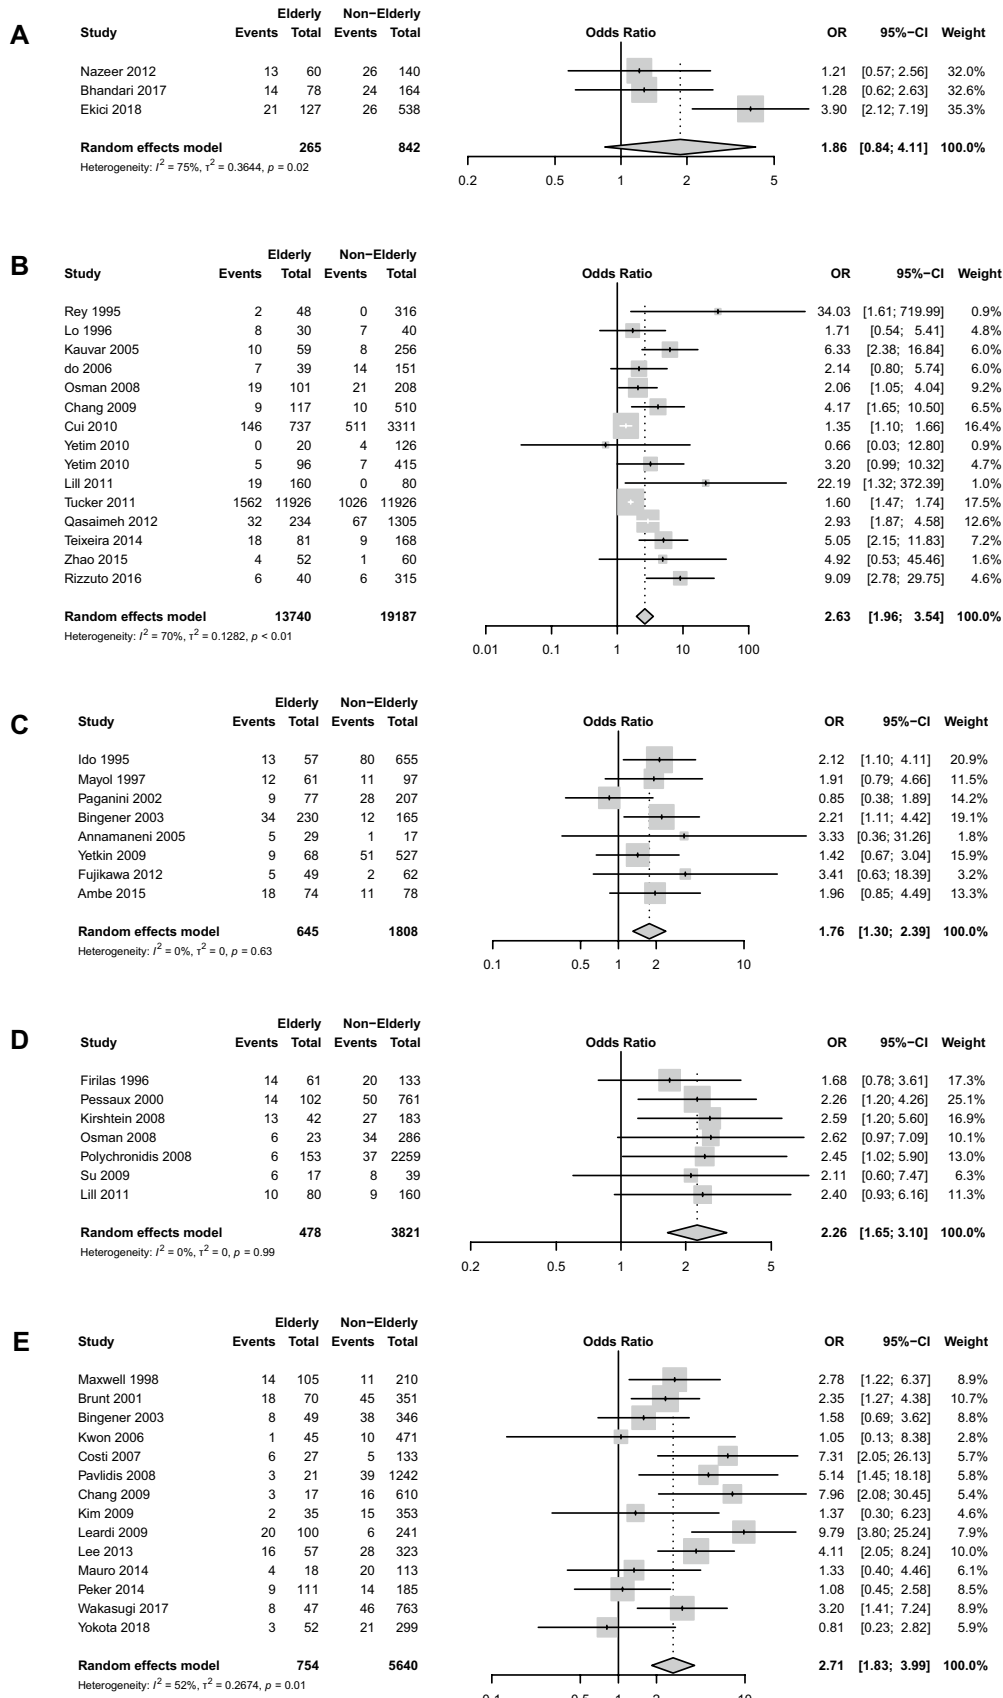 A
Elderly Non−Elderly
Study Events Total Events Total Odds Ratio OR 95%−CI Weight
Nazeer 2012 13 60 26 140 1.21 [0.57; 2.56] 32.0%
Bhandari 2017 14 78 24 164 1.28 [0.62; 2.63] 32.6%
Ekici 2018 21 127 26 538 3.90 [2.12; 7.19] 35.3%
Random effects model 265 842 1.86 [0.84; 4.11] 100.0%
Heterogeneity: I² = 75%, τ² = 0.3644, p = 0.02
0.2 0.5 1 2 5
B
Elderly Non−Elderly
Study Events Total Events Total Odds Ratio OR 95%−CI Weight
Rey 1995 2 48 0 316 34.03 [1.61; 719.99] 0.9%
Lo 1996 8 30 7 40 1.71 [0.54; 5.41] 4.8%
Kauvar 2005 10 59 8 256 6.33 [2.38; 16.84] 6.0%
do 2006 7 39 14 151 2.14 [0.80; 5.74] 6.0%
Osman 2008 19 101 21 208 2.06 [1.05; 4.04] 9.2%
Chang 2009 9 117 10 510 4.17 [1.65; 10.50] 6.5%
Cui 2010 146 737 511 3311 1.35 [1.10; 1.66] 16.4%
Yetim 2010 0 20 4 126 0.66 [0.03; 12.80] 0.9%
Yetim 2010 5 96 7 415 3.20 [0.99; 10.32] 4.7%
Lill 2011 19 160 0 80 22.19 [1.32; 372.39] 1.0%
Tucker 2011 1562 11926 1026 11926 1.60 [1.47; 1.74] 17.5%
Qasaimeh 2012 32 234 67 1305 2.93 [1.87; 4.58] 12.6%
Teixeira 2014 18 81 9 168 5.05 [2.15; 11.83] 7.2%
Zhao 2015 4 52 1 60 4.92 [0.53; 45.46] 1.6%
Rizzuto 2016 6 40 6 315 9.09 [2.78; 29.75] 4.6%
Random effects model 13740 19187 2.63 [1.96; 3.54] 100.0%
Heterogeneity: I² = 70%, τ² = 0.1282, p < 0.01
0.01 0.1 1 10 100
C
Elderly Non−Elderly
Study Events Total Events Total Odds Ratio OR 95%−CI Weight
Ido 1995 13 57 80 655 2.12 [1.10; 4.11] 20.9%
Mayol 1997 12 61 11 97 1.91 [0.79; 4.66] 11.5%
Paganini 2002 9 77 28 207 0.85 [0.38; 1.89] 14.2%
Bingener 2003 34 230 12 165 2.21 [1.11; 4.42] 19.1%
Annamaneni 2005 5 29 1 17 3.33 [0.36; 31.26] 1.8%
Yetkin 2009 9 68 51 527 1.42 [0.67; 3.04] 15.9%
Fujikawa 2012 5 49 2 62 3.41 [0.63; 18.39] 3.2%
Ambe 2015 18 74 11 78 1.96 [0.85; 4.49] 13.3%
Random effects model 645 1808 1.76 [1.30; 2.39] 100.0%
Heterogeneity: I² = 0%, τ² = 0, p = 0.63
0.1 0.5 1 2 10
D
Elderly Non−Elderly
Study Events Total Events Total Odds Ratio OR 95%−CI Weight
Firilas 1996 14 61 20 133 1.68 [0.78; 3.61] 17.3%
Pessaux 2000 14 102 50 761 2.26 [1.20; 4.26] 25.1%
Kirshtein 2008 13 42 27 183 2.59 [1.20; 5.60] 16.9%
Osman 2008 6 23 34 286 2.62 [0.97; 7.09] 10.1%
Polychronidis 2008 6 153 37 2259 2.45 [1.02; 5.90] 13.0%
Su 2009 6 17 8 39 2.11 [0.60; 7.47] 6.3%
Lill 2011 10 80 9 160 2.40 [0.93; 6.16] 11.3%
Random effects model 478 3821 2.26 [1.65; 3.10] 100.0%
Heterogeneity: I² = 0%, τ² = 0, p = 0.99
0.2 0.5 1 2 5
E
Elderly Non−Elderly
Study Events Total Events Total Odds Ratio OR 95%−CI Weight
Maxwell 1998 14 105 11 210 2.78 [1.22; 6.37] 8.9%
Brunt 2001 18 70 45 351 2.35 [1.27; 4.38] 10.7%
Bingener 2003 8 49 38 346 1.58 [0.69; 3.62] 8.8%
Kwon 2006 1 45 10 471 1.05 [0.13; 8.38] 2.8%
Costi 2007 6 27 5 133 7.31 [2.05; 26.13] 5.7%
Pavlidis 2008 3 21 39 1242 5.14 [1.45; 18.18] 5.8%
Chang 2009 3 17 16 610 7.96 [2.08; 30.45] 5.4%
Kim 2009 2 35 15 353 1.37 [0.30; 6.23] 4.6%
Leardi 2009 20 100 6 241 9.79 [3.80; 25.24] 7.9%
Lee 2013 16 57 28 323 4.11 [2.05; 8.24] 10.0%
Mauro 2014 4 18 20 113 1.33 [0.40; 4.46] 5.9%
Peker 2014 9 111 14 185 1.08 [0.45; 2.58] 8.5%
Wakasugi 2017 8 47 46 763 3.20 [1.41; 7.24] 8.9%
Yokota 2018 3 52 21 299 0.81 [0.23; 2.82] 5.9%
Random effects model 754 5640 2.71 [1.83; 3.99] 100.0%
Heterogeneity: I² = 52%, τ² = 0.2674, p = 0.01